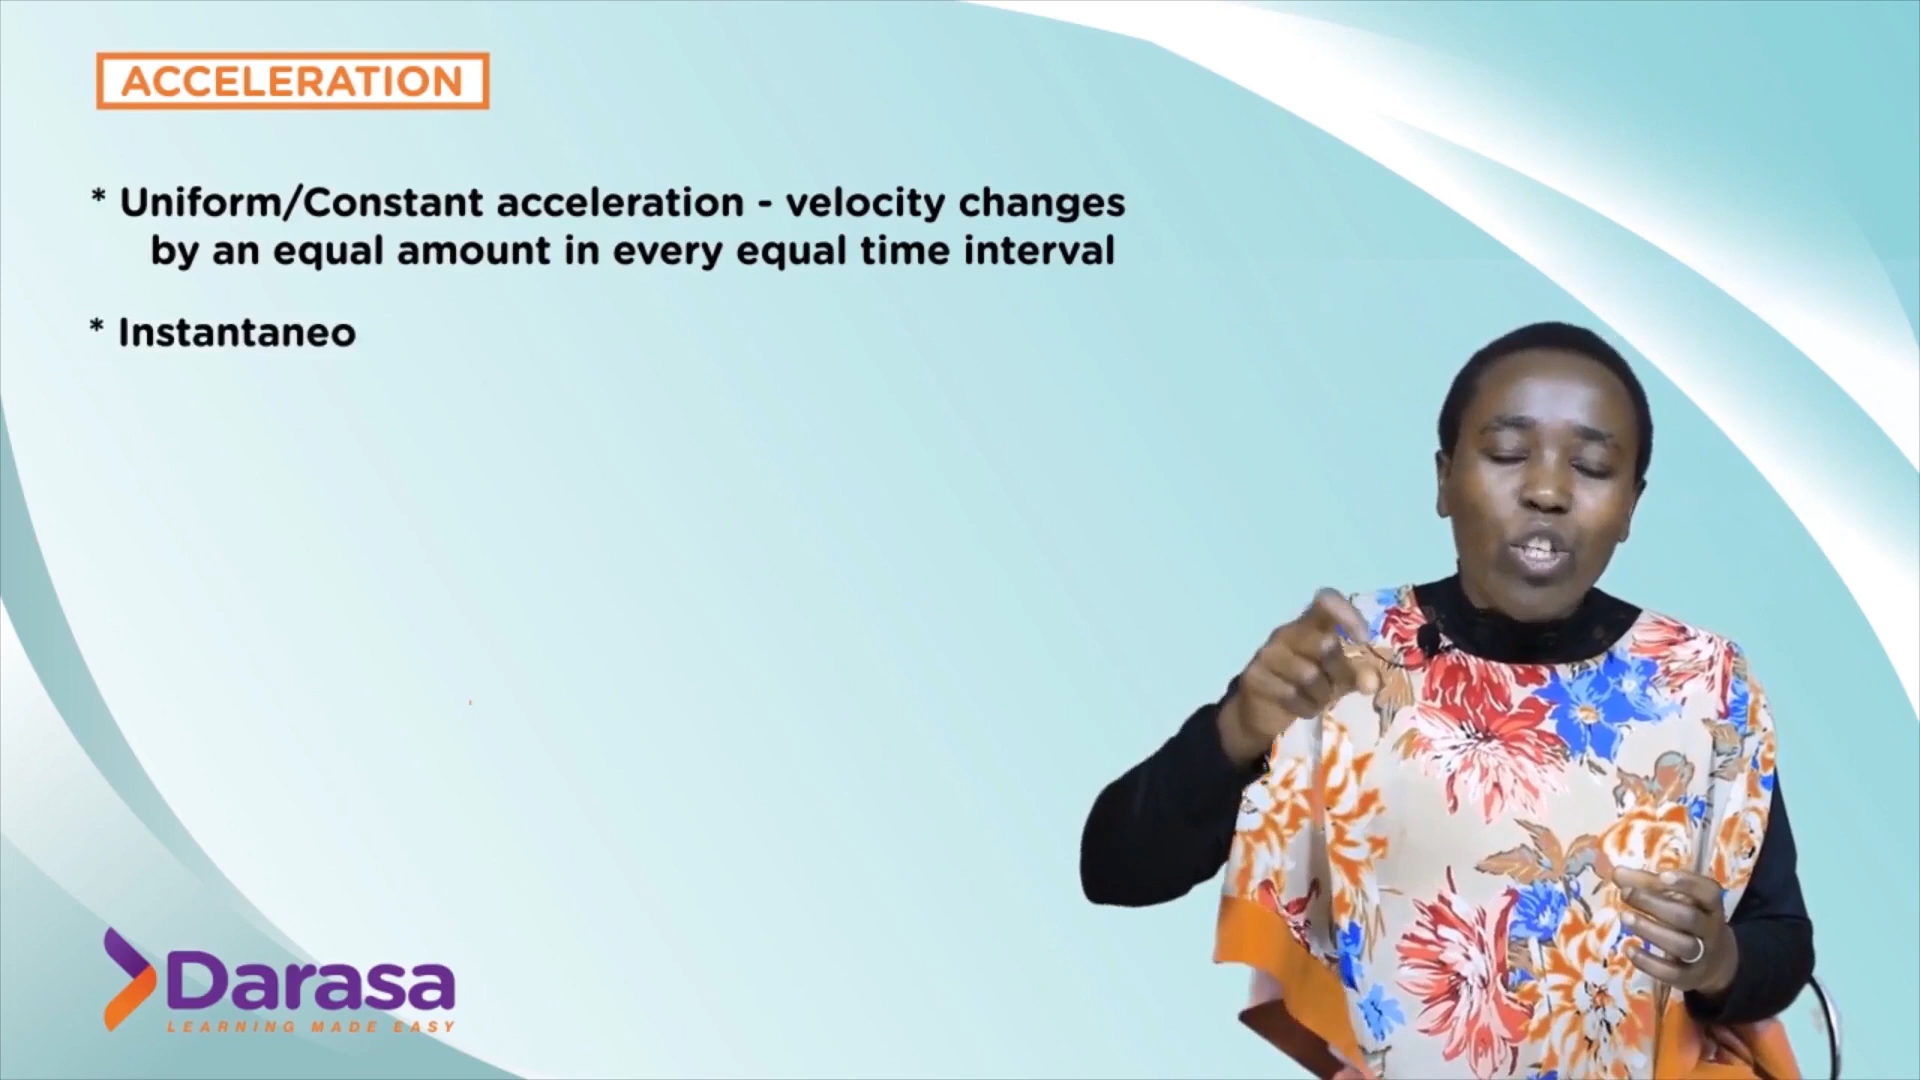 ACCELERATION
* Uniform/Constant acceleration - velocity changes
by an equal amount in every equal time interval
* Instantaneo
Darasa
LEARNING MADE EASY